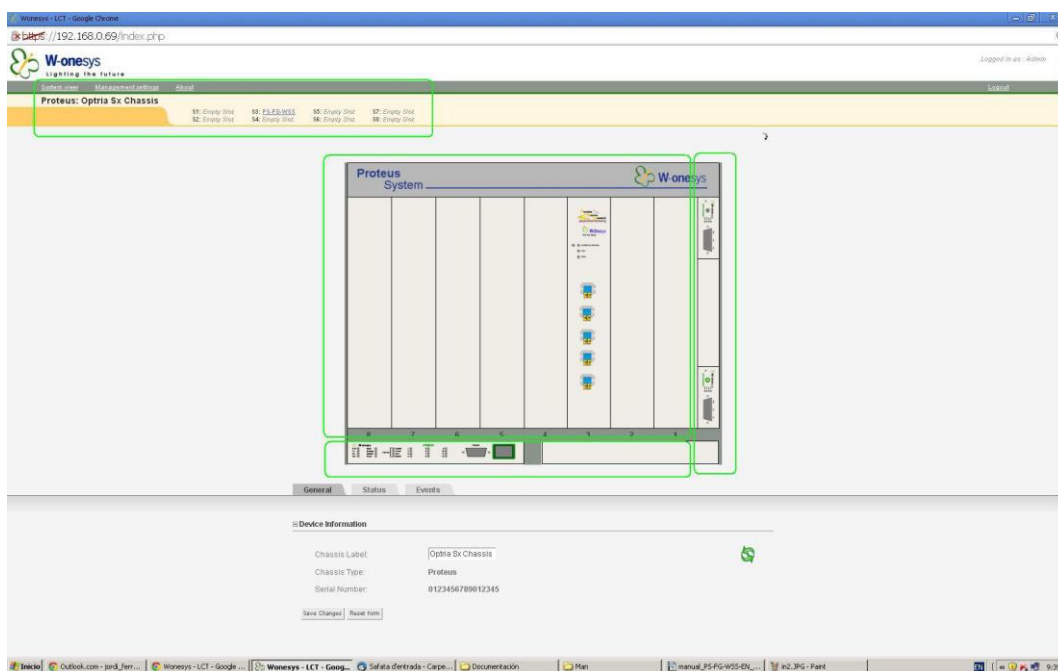 Wonesys - LCT - Google Chrome
https://192.168.0.69/index.php
W-onesys
Lighting the future
Logged in as : Admin
System view Management settings About Logout
Proteus: Optria Sx Chassis
S1: Empty Slot S3: PS-FG-WSS S5: Empty Slot S7: Empty Slot
S2: Empty Slot S4: Empty Slot S6: Empty Slot S8: Empty Slot
Proteus
System
W-onesys
8 7 6 5 4 3 2 1
General Status Events
Device Information
Chassis Label: Optria Sx Chassis
Chassis Type: Proteus
Serial Number: 0123456789012345
Save Changes Reset form
Inicio Outlook.com - jordi_ferr... Wonesys - LCT - Google ... Wonesys - LCT - Goog... Safata d'entrada - Carpe... Documentación Man manual_PS-FG-WSS-EN_... in2.JPG - Paint EN